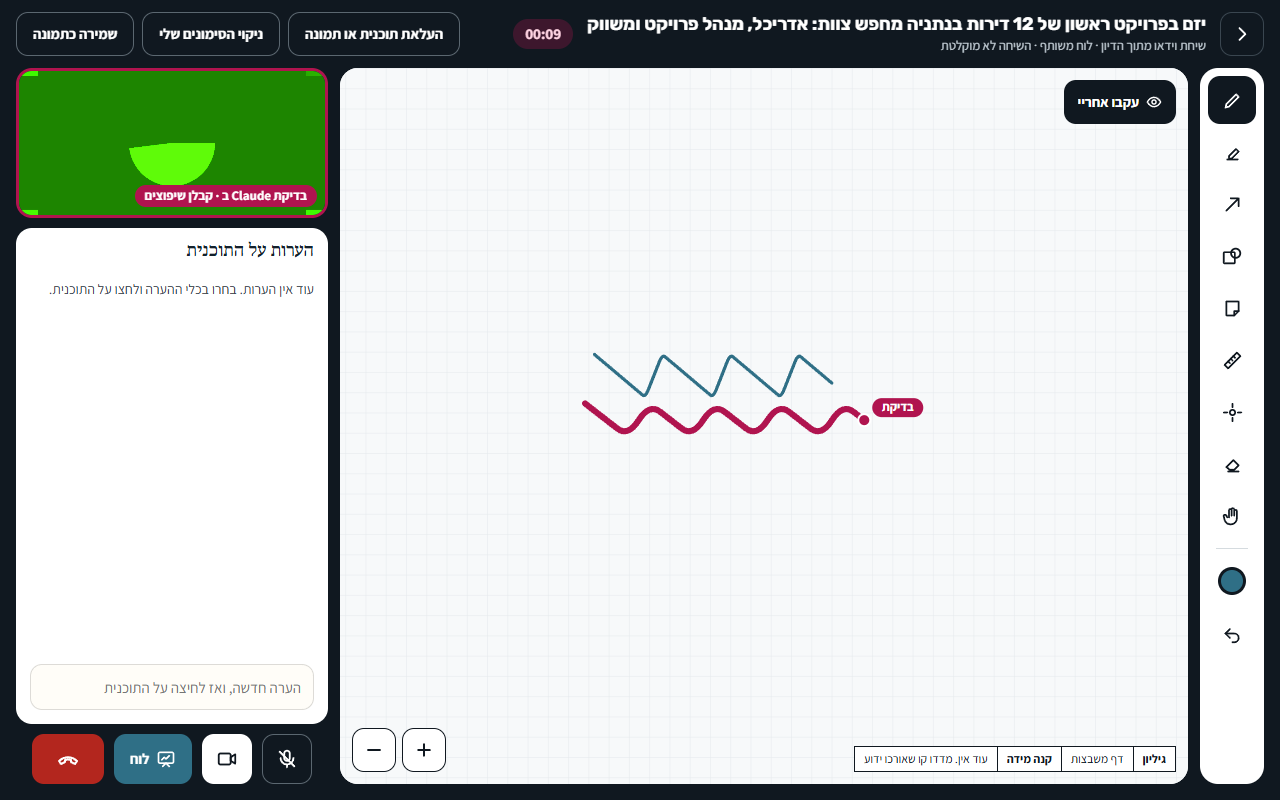 יזם בפרויקט ראשון של 12 דירות בנתניה מחפש צוות: אדריכל, מנהל פרויקט ומשווק
שיחת וידאו מתוך הדיון · לוח משותף · השיחה לא מוקלטת
00:09
העלאת תוכנית או תמונה
ניקוי הסימונים שלי
שמירה כתמונה
עקבו אחריי
בדיקת Claude ב · קבלן שיפוצים
הערות על התוכנית
עוד אין הערות. בחרו בכלי ההערה ולחצו על התוכנית.
בדיקת
הערה חדשה, ואז לחיצה על התוכנית
לוח
גיליון
דף משבצות
קנה מידה
עוד אין. מדדו קו שאורכו ידוע